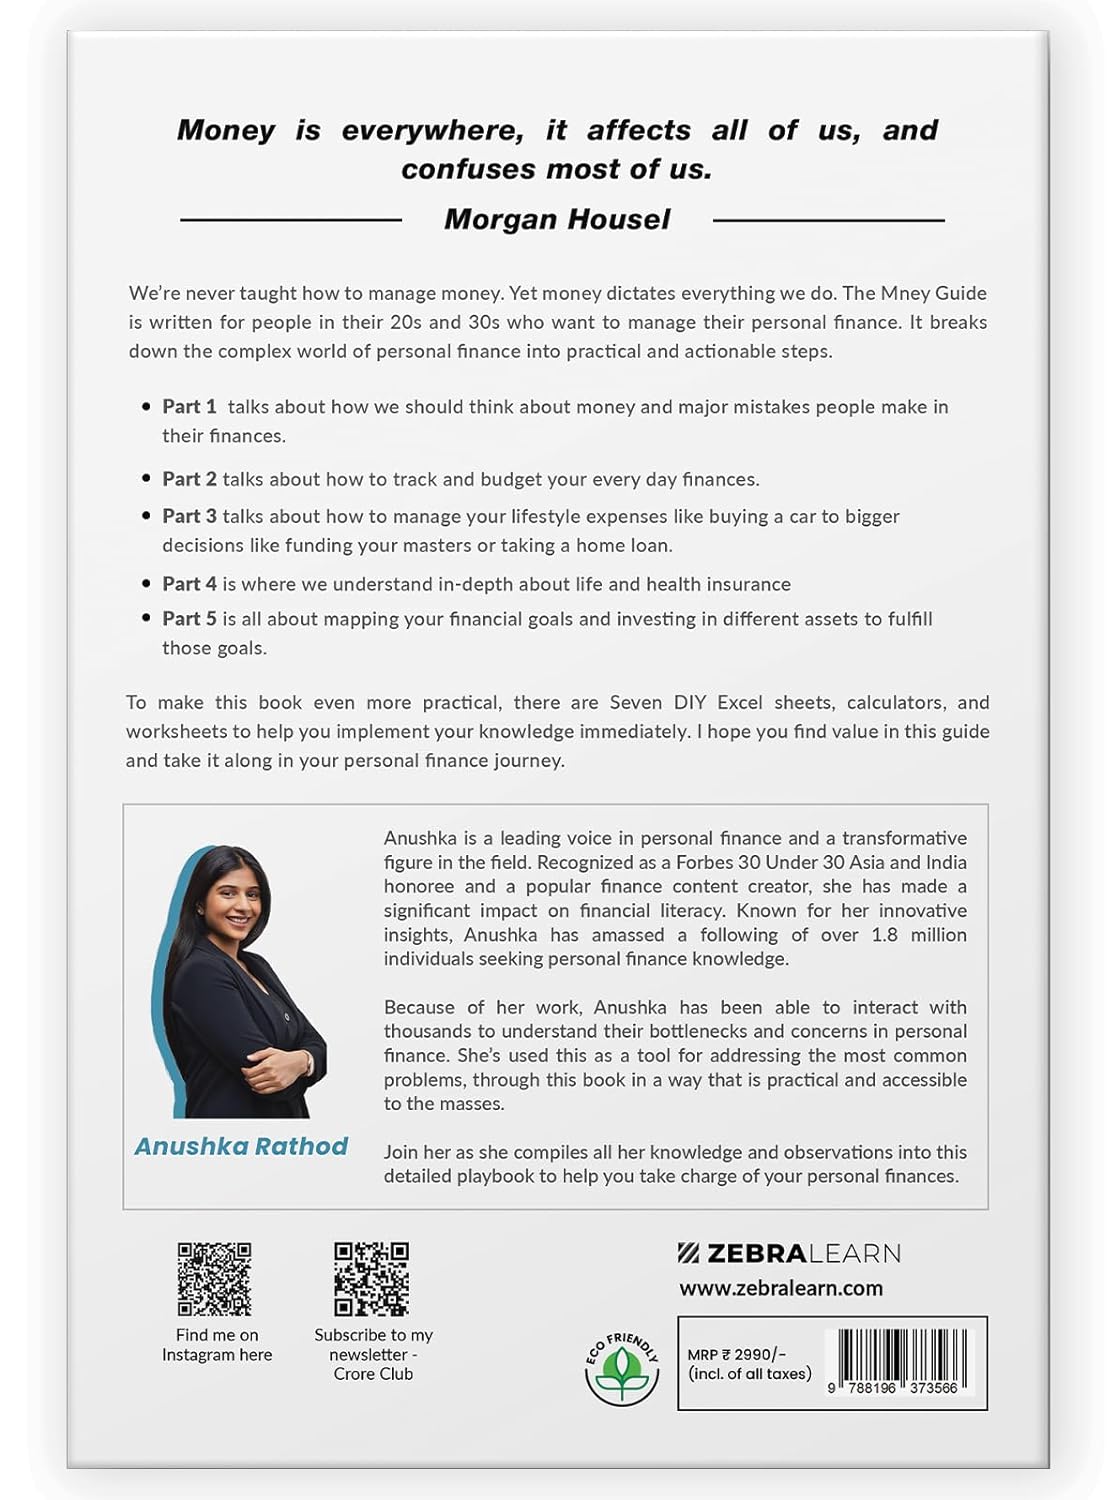 Money is everywhere, it affects all of us, and
confuses most of us.
Morgan Housel
We're never taught how to manage money. Yet money dictates everything we do. The Mney Guide
is written for people in their 20s and 30s who want to manage their personal finance. It breaks
down the complex world of personal finance into practical and actionable steps.
• Part 1 talks about how we should think about money and major mistakes people make in
their finances.
• Part 2 talks about how to track and budget your every day finances.
• Part 3 talks about how to manage your lifestyle expenses like buying a car to bigger
decisions like funding your masters or taking a home loan.
• Part 4 is where we understand in-depth about life and health insurance
• Part 5 is all about mapping your financial goals and investing in different assets to fulfill
those goals.
To make this book even more practical, there are Seven DIY Excel sheets, calculators, and
worksheets to help you implement your knowledge immediately. I hope you find value in this guide
and take it along in your personal finance journey.
Anushka is a leading voice in personal finance and a transformative
figure in the field. Recognized as a Forbes 30 Under 30 Asia and India
honoree and a popular finance content creator, she has made a
significant impact on financial literacy. Known for her innovative
insights, Anushka has amassed a following of over 1.8 million
individuals seeking personal finance knowledge.
Because of her work, Anushka has been able to interact with
thousands to understand their bottlenecks and concerns in personal
finance. She's used this as a tool for addressing the most common
problems, through this book in a way that is practical and accessible
to the masses.
Join her as she compiles all her knowledge and observations into this
detailed playbook to help you take charge of your personal finances.
Anushka Rathod
Find me on
Instagram here
Subscribe to my
newsletter -
Crore Club
ZEBRALEARN
www.zebralearn.com
ECO FRIENDLY
MRP ₹ 2990/-
(incl. of all taxes)
9 788196 373566